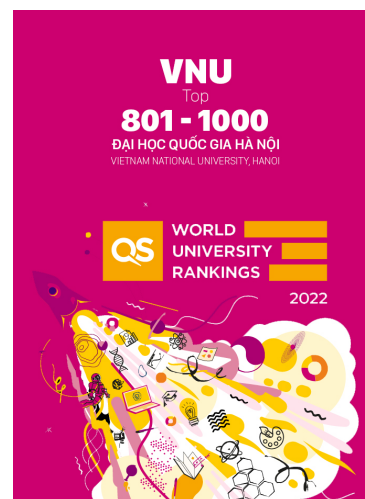 VNU
Top
801 - 1000
ĐẠI HỌC QUỐC GIA HÀ NỘI
VIETNAM NATIONAL UNIVERSITY, HANOI
QS
WORLD
UNIVERSITY
RANKINGS
2022